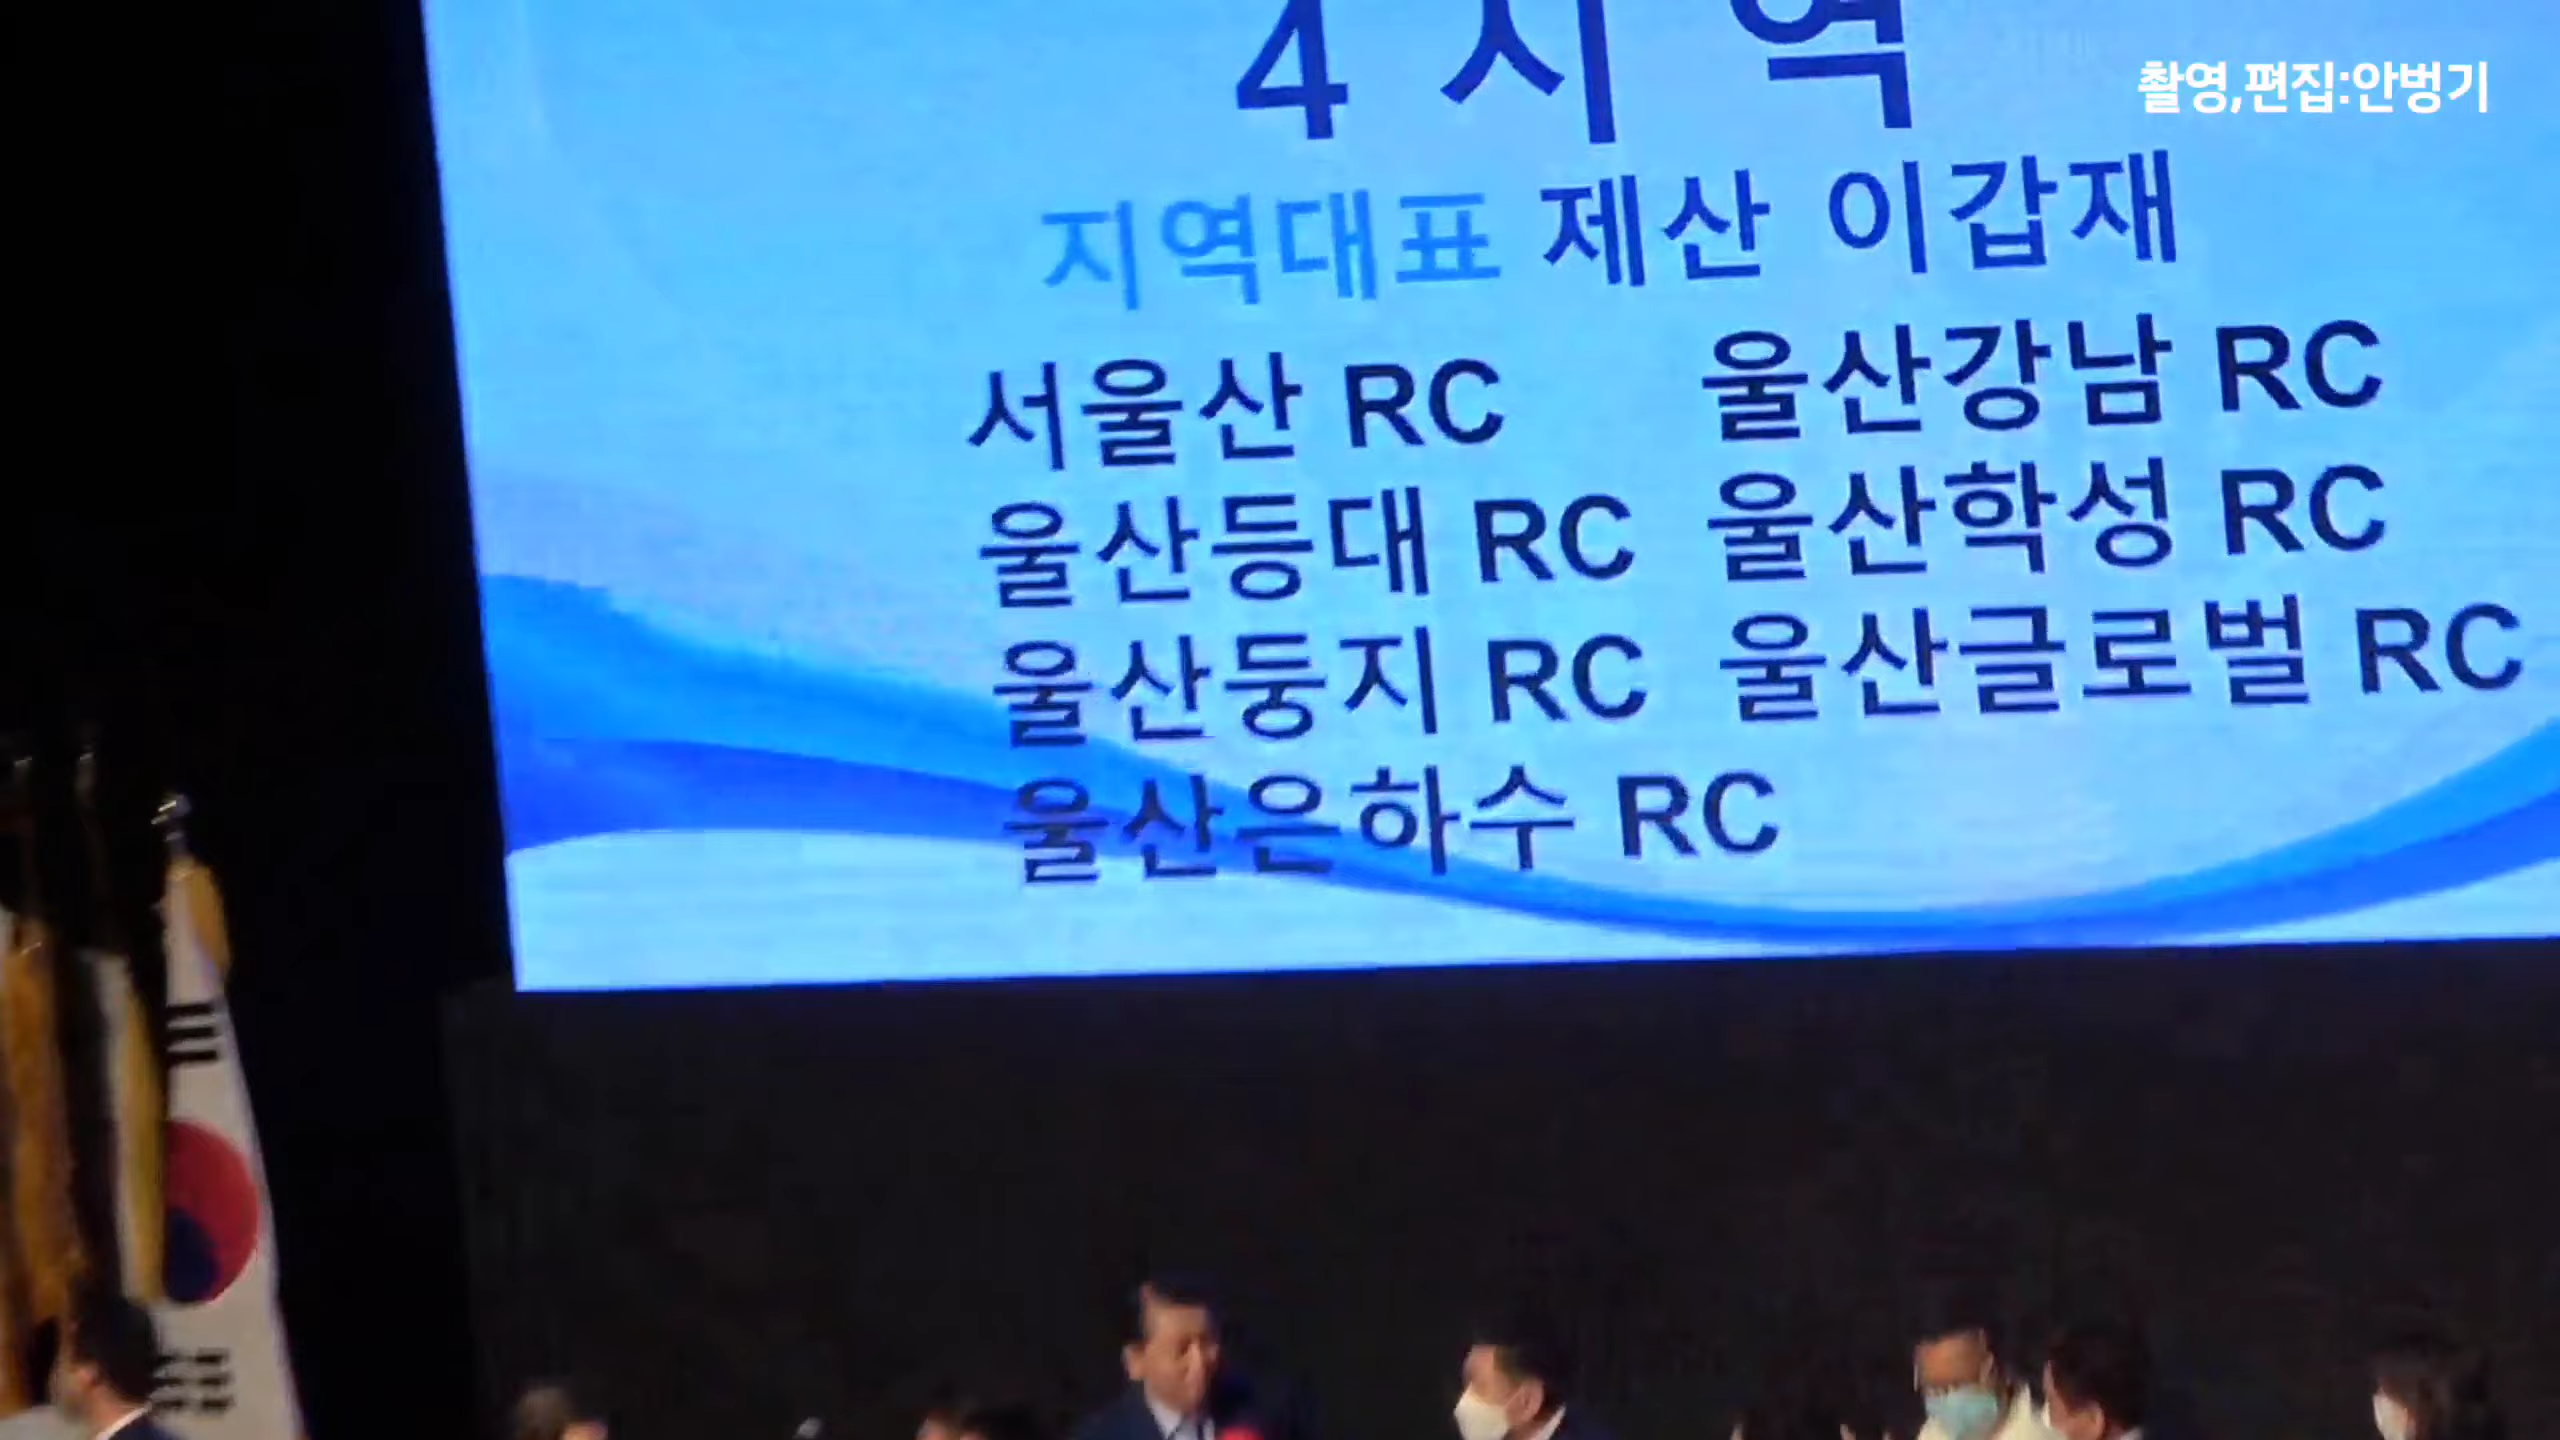 4 지 역
촬영,편집:안벙기
지역대표 제산 이갑재
서울산 RC 울산강남 RC
울산등대 RC 울산학성 RC
울산둥지 RC 울산글로벌 RC
울산은하수 RC